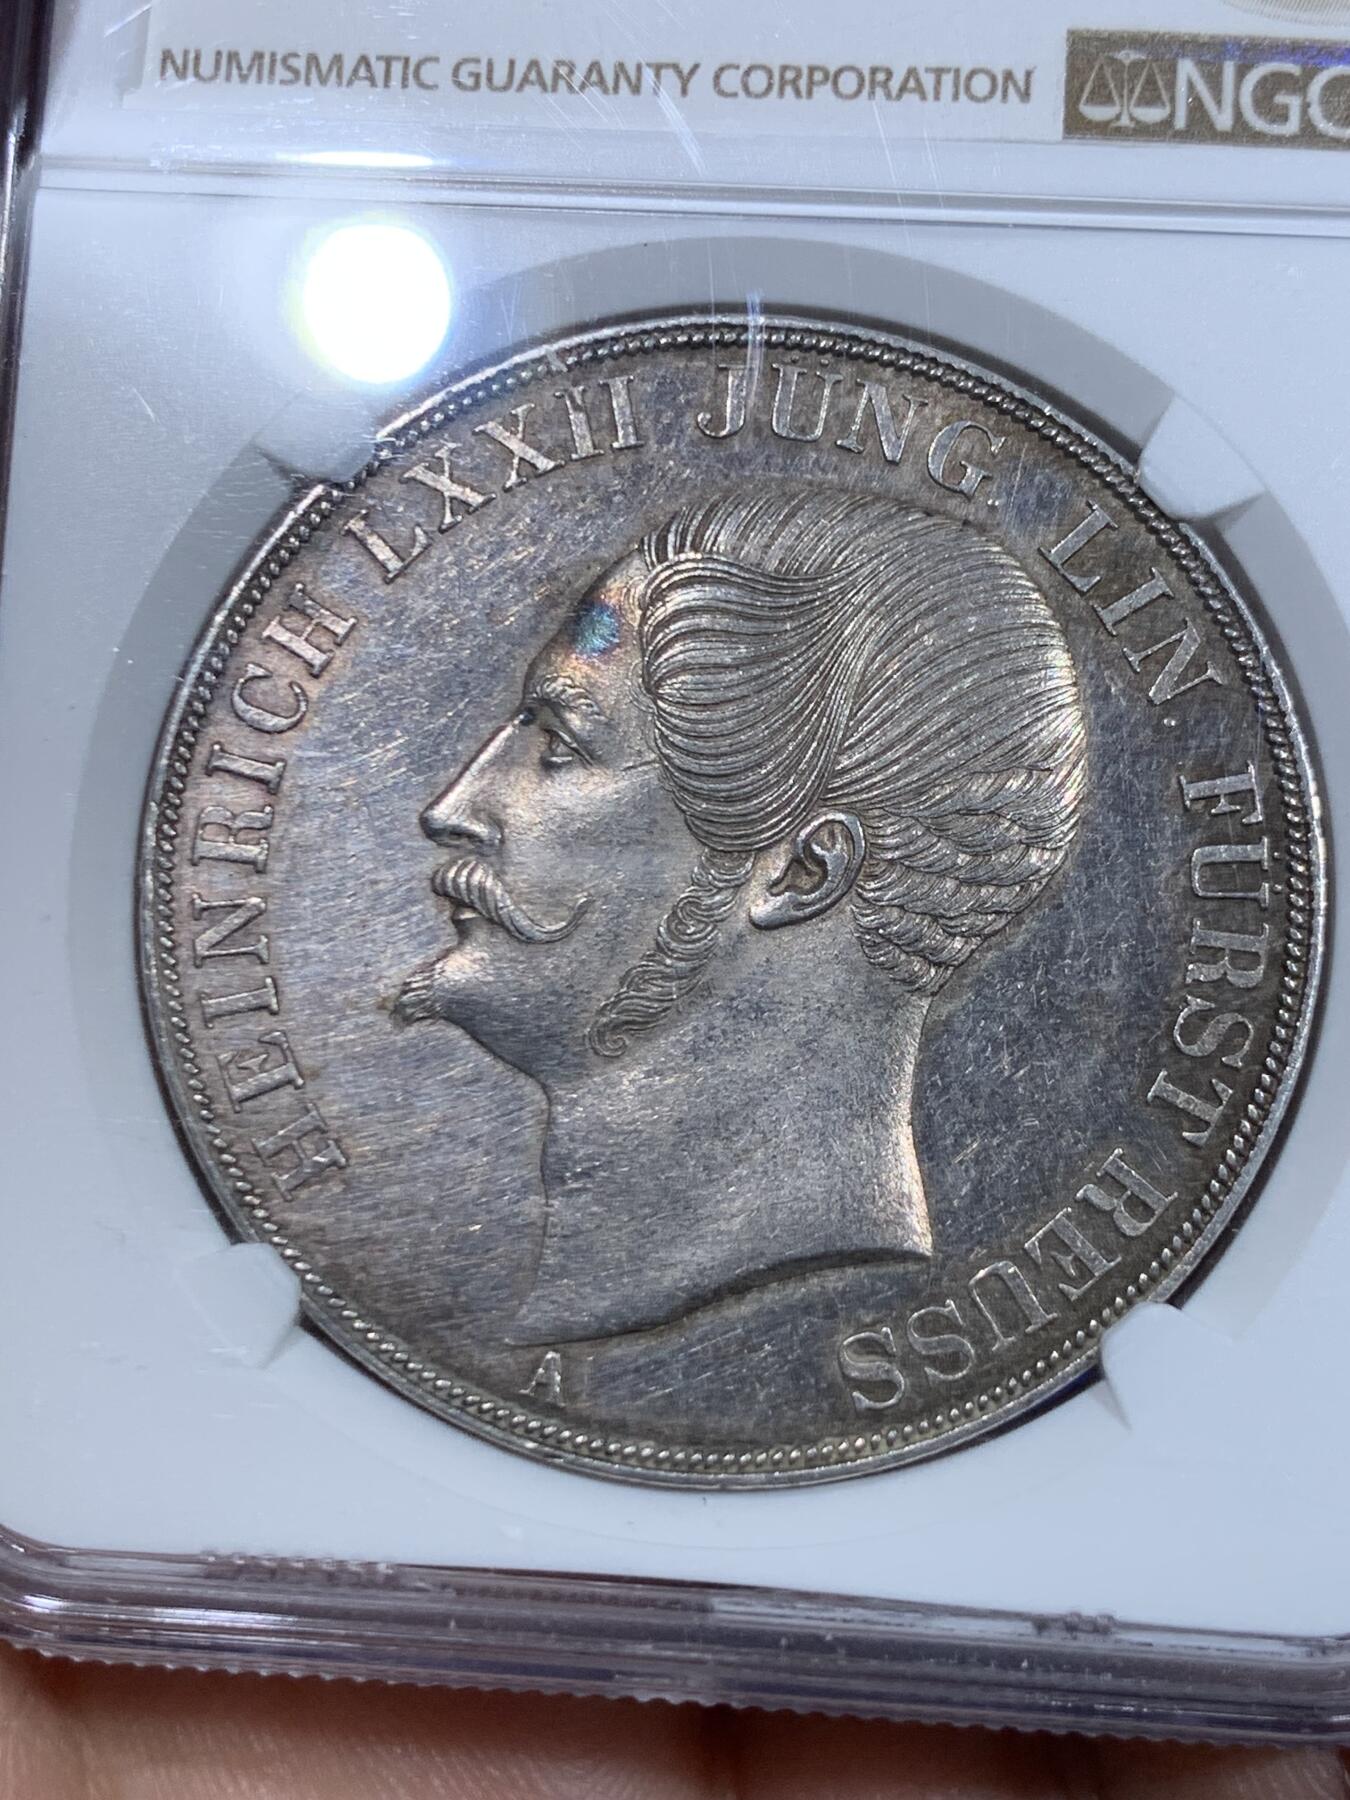 NUMISMATIC GUARANTY CORPORATION
NGC
HEINRICH LXXII JÜNG. LIN. FÜRST REUSS
A